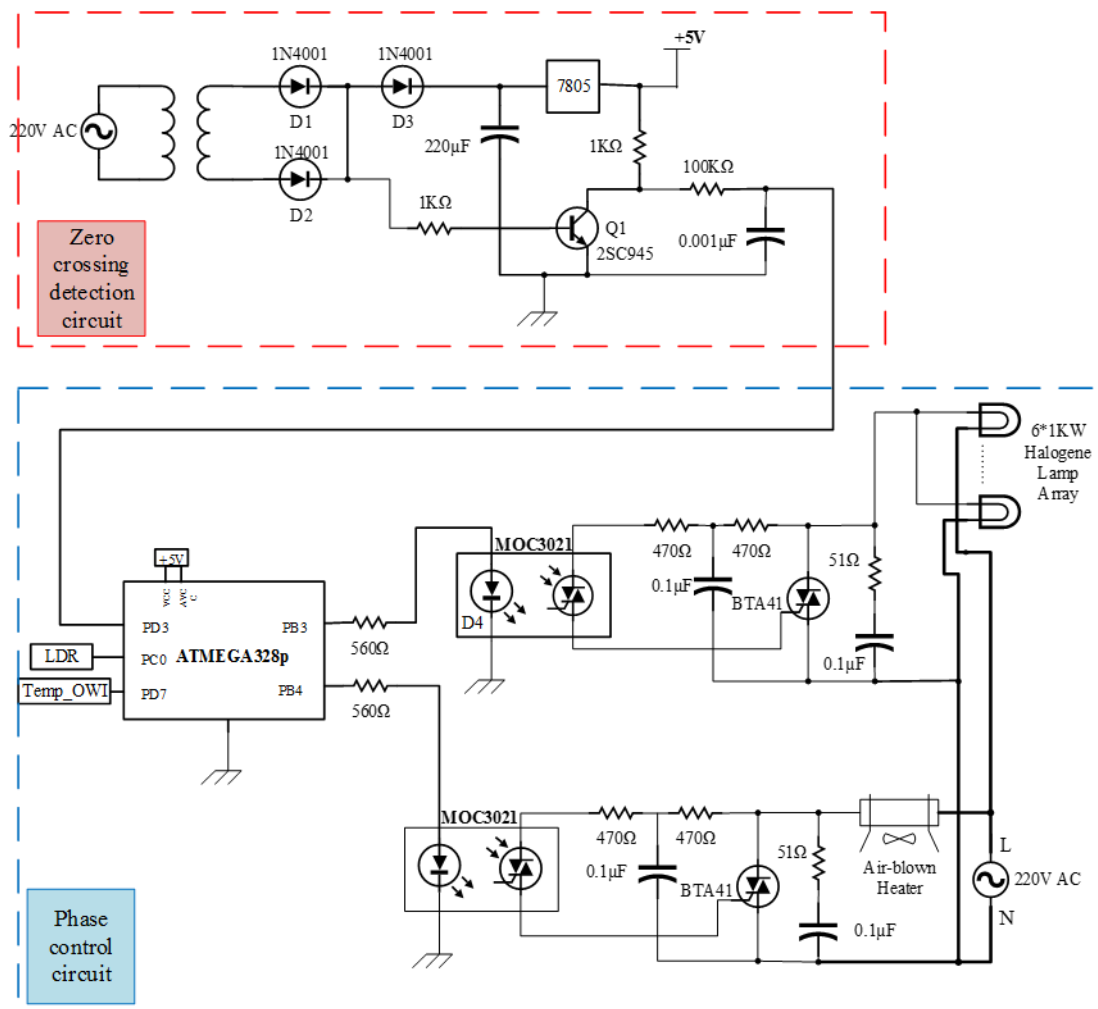 +5V
1N4001
1N4001
7805
D1
D3
220V AC
220µF
1KΩ
1N4001
100KΩ
D2
1KΩ
Q1
2SC945
0.001µF
Zero
crossing
detection
circuit
6*1KW
Halogene
Lamp
Array
MOC3021
470Ω
470Ω
51Ω
0.1µF
BTA41
D4
0.1µF
+5V
VCC
AVC
C
PD3
PB3
560Ω
LDR
PC0
ATMEGA328p
Temp_OWI
PD7
PB4
560Ω
MOC3021
470Ω
470Ω
51Ω
0.1µF
BTA41
0.1µF
Air-blown
Heater
L
220V AC
N
Phase
control
circuit